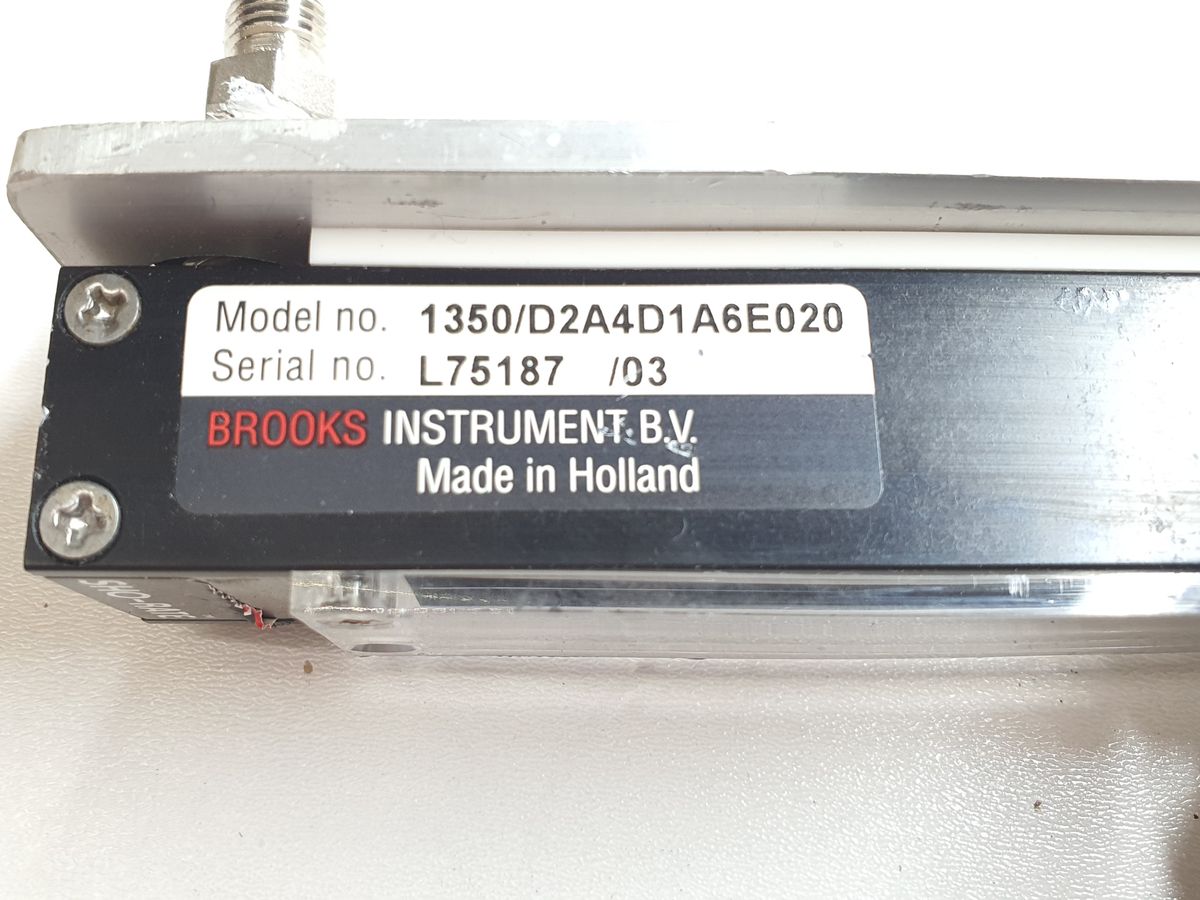 Model no. 1350/D2A4D1A6E020
Serial no. L75187 /03
BROOKS INSTRUMENT B.V.
Made in Holland